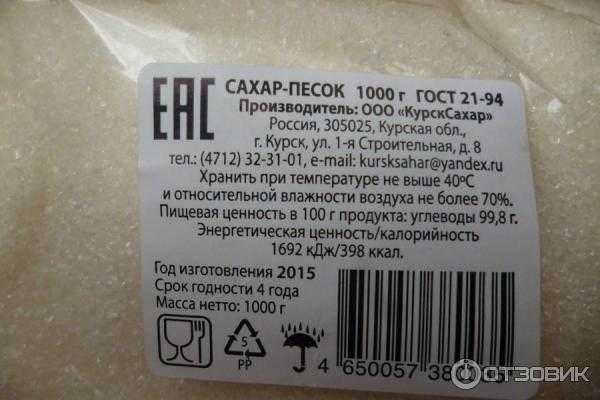 EAC
САХАР-ПЕСОК 1000 г ГОСТ 21-94
Производитель: ООО «КурскСахар»
Россия, 305025, Курская обл.,
г. Курск, ул. 1-я Строительная, д. 8
тел.: (4712) 32-31-01, e-mail: kursksahar@yandex.ru
Хранить при температуре не выше 40°С
и относительной влажности воздуха не более 70%.
Пищевая ценность в 100 г продукта: углеводы 99,8 г.
Энергетическая ценность/калорийность
1692 кДж/398 ккал.
Год изготовления 2015
Срок годности 4 года
Масса нетто: 1000 г
5
PP
4 650057 38
ОТЗОВИК